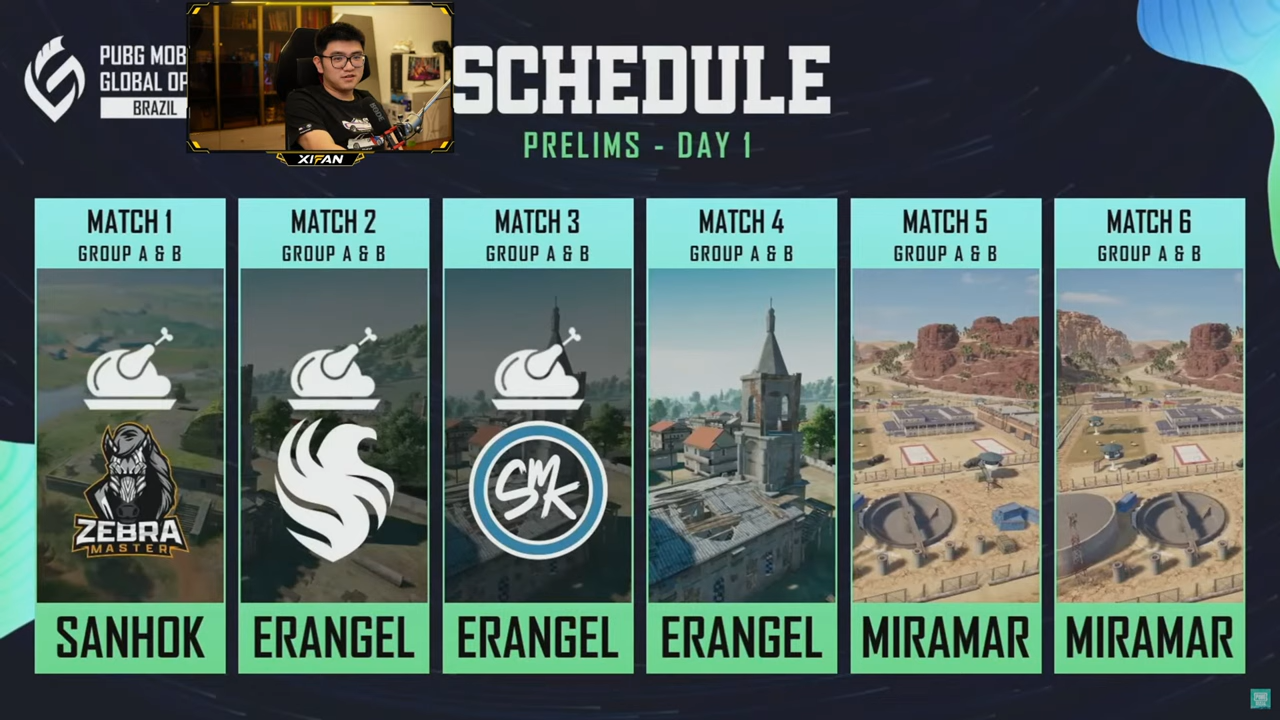 PUBG MOB
GLOBAL OP
BRAZIL
XIFAN
SCHEDULE
PRELIMS - DAY 1
MATCH 1
GROUP A & B
ZEBRA
MASTER
SANHOK
MATCH 2
GROUP A & B
ERANGEL
MATCH 3
GROUP A & B
SMK
ERANGEL
MATCH 4
GROUP A & B
ERANGEL
MATCH 5
GROUP A & B
MIRAMAR
MATCH 6
GROUP A & B
MIRAMAR